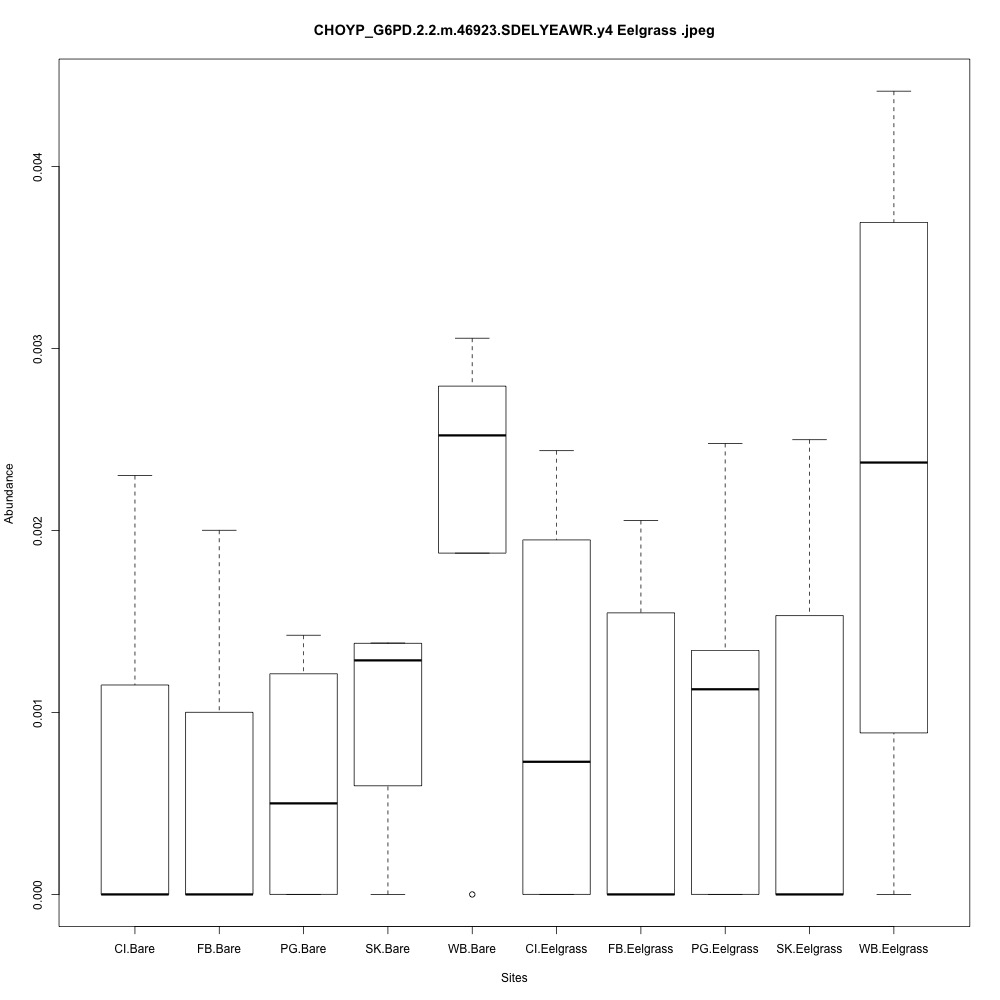 CHOYP_G6PD.2.2.m.46923.SDELYEAWR.y4 Eelgrass .jpeg
Abundance
0.004
0.003
0.002
0.001
0.000
CI.Bare FB.Bare PG.Bare SK.Bare WB.Bare CI.Eelgrass FB.Eelgrass PG.Eelgrass SK.Eelgrass WB.Eelgrass
Sites